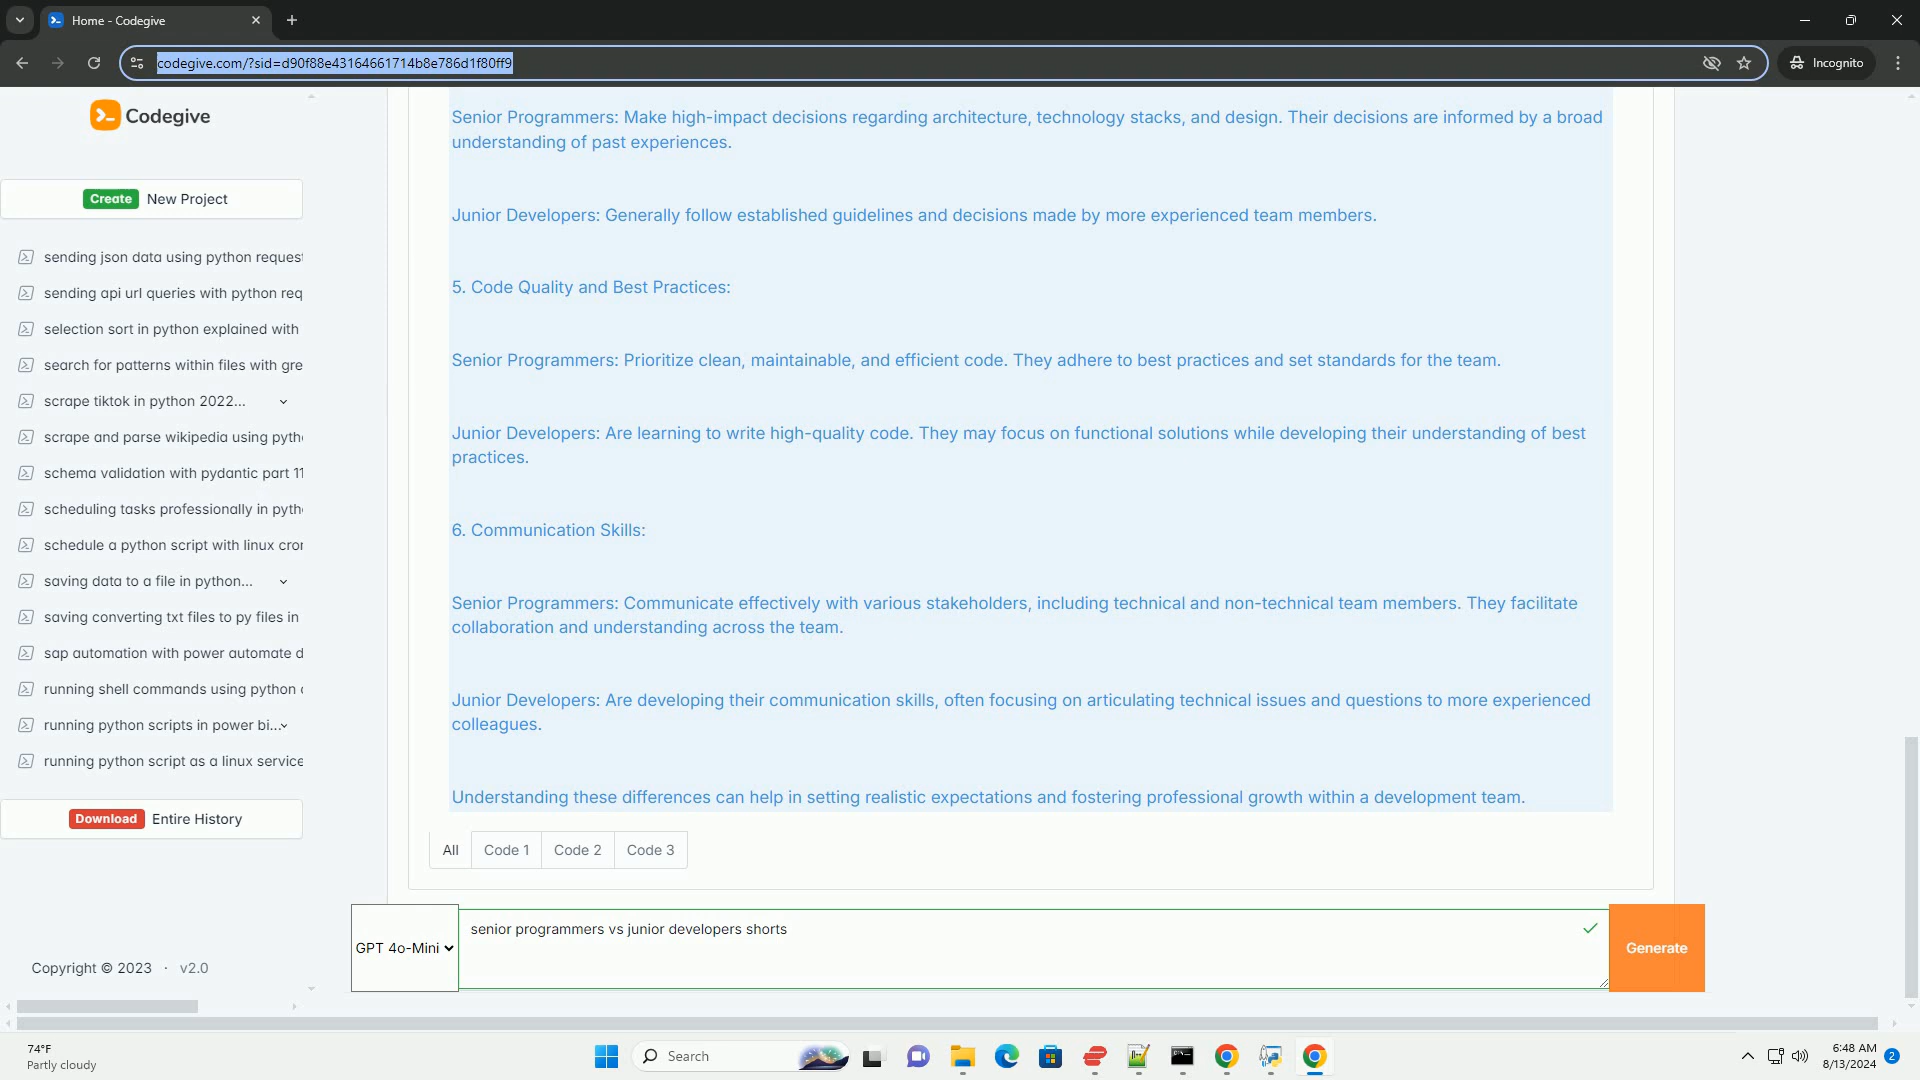 Home - Codegive
codegive.com/?sid=d90f88e43164661714b8e786d1f80ff9
Incognito
Codegive
Create New Project
sending json data using python request
sending api url queries with python req
selection sort in python explained with
search for patterns within files with gre
scrape tiktok in python 2022...
scrape and parse wikipedia using pyth
schema validation with pydantic part 11
scheduling tasks professionally in pyth
schedule a python script with linux cror
saving data to a file in python...
saving converting txt files to py files in
sap automation with power automate d
running shell commands using python
running python scripts in power bi...
running python script as a linux service
Download Entire History
Copyright © 2023 · v2.0
Senior Programmers: Make high-impact decisions regarding architecture, technology stacks, and design. Their decisions are informed by a broad
understanding of past experiences.
Junior Developers: Generally follow established guidelines and decisions made by more experienced team members.
5. Code Quality and Best Practices:
Senior Programmers: Prioritize clean, maintainable, and efficient code. They adhere to best practices and set standards for the team.
Junior Developers: Are learning to write high-quality code. They may focus on functional solutions while developing their understanding of best
practices.
6. Communication Skills:
Senior Programmers: Communicate effectively with various stakeholders, including technical and non-technical team members. They facilitate
collaboration and understanding across the team.
Junior Developers: Are developing their communication skills, often focusing on articulating technical issues and questions to more experienced
colleagues.
Understanding these differences can help in setting realistic expectations and fostering professional growth within a development team.
All Code 1 Code 2 Code 3
GPT 4o-Mini
senior programmers vs junior developers shorts
Generate
74°F
Partly cloudy
Search
6:48 AM
8/13/2024
2